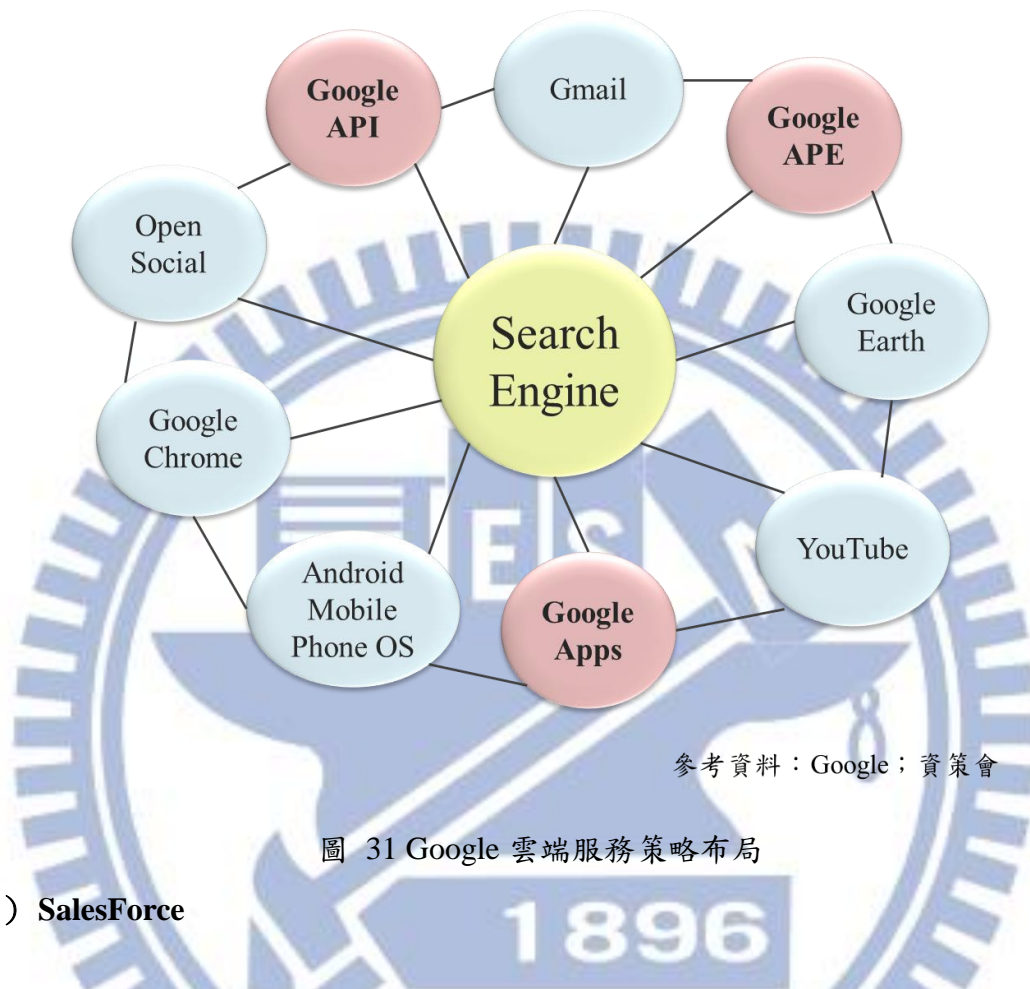 Google
API
Gmail
Google
APE
Open
Social
Search
Engine
Google
Earth
Google
Chrome
YouTube
Android
Mobile
Phone OS
Google
Apps
ES
參考資料：Google；資策會
圖 31 Google 雲端服務策略布局
）SalesForce
1896